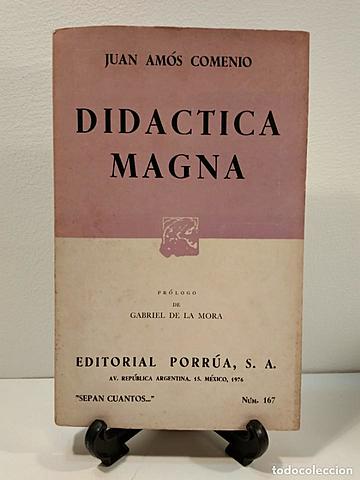 JUAN AMÓS COMENIO
DIDACTICA
MAGNA
PRÓLOGO
DE
GABRIEL DE LA MORA
EDITORIAL PORRÚA, S. A.
AV. REPÚBLICA ARGENTINA, 15. MÉXICO, 1976
"SEPAN CUANTOS..." NÚM. 167
todocoleccion